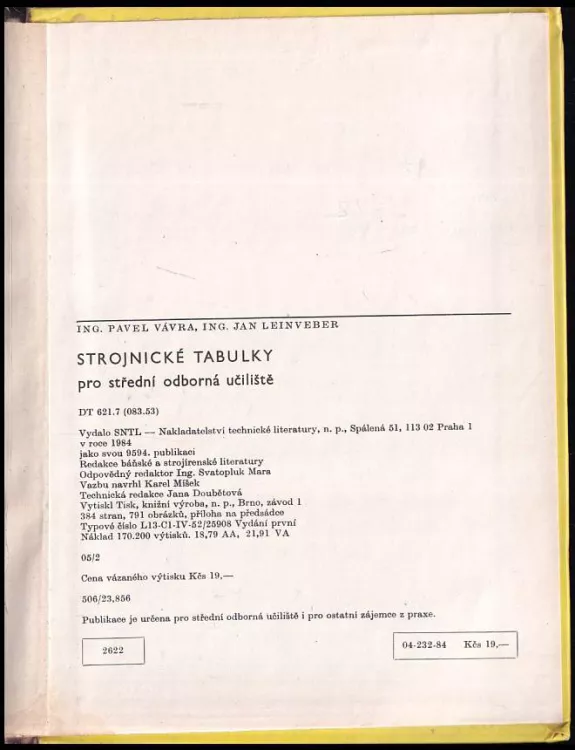 ING. PAVEL VÁVRA, ING. JAN LEINVEBER
STROJNICKÉ TABULKY
pro střední odborná učiliště
DT 621.7 (083.53)
Vydalo SNTL — Nakladatelství technické literatury, n. p., Spálená 51, 113 02 Praha 1
v roce 1984
jako svou 9594. publikaci
Redakce báňské a strojírenské literatury
Odpovědný redaktor Ing. Svatopluk Mara
Vazbu navrhl Karel Míšek
Technická redakce Jana Doubětová
Vytiskl Tisk, knižní výroba, n. p., Brno, závod 1
384 stran, 791 obrázků, příloha na předsádce
Typové číslo L13-C1-IV-52/25908 Vydání první
Náklad 170.200 výtisků. 18,79 AA, 21,91 VA
05/2
Cena vázaného výtisku Kčs 19,—
506/23,856
Publikace je určena pro střední odborná učiliště i pro ostatní zájemce z praxe.
2622
04-232-84 Kčs 19,—